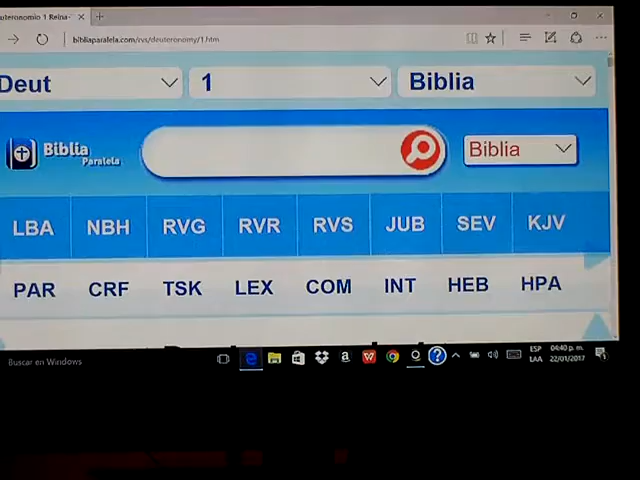 uteronomio 1 Reina-
bibliaparalela.com/rvs/deuteronomy/1.htm
Deut 1 Biblia
Biblia Paralela Biblia
LBA NBH RVG RVR RVS JUB SEV KJV
PAR CRF TSK LEX COM INT HEB HPA
Buscar en Windows
ESP 04:40 p. m.
LAA 22/01/2017